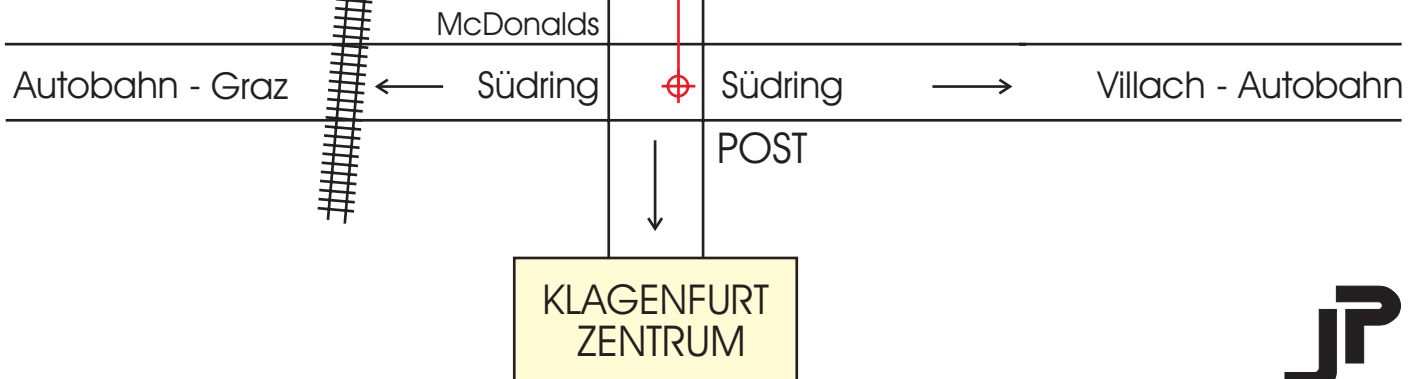 McDonalds
Autobahn - Graz Südring Südring Villach - Autobahn
POST
KLAGENFURT
ZENTRUM
JP